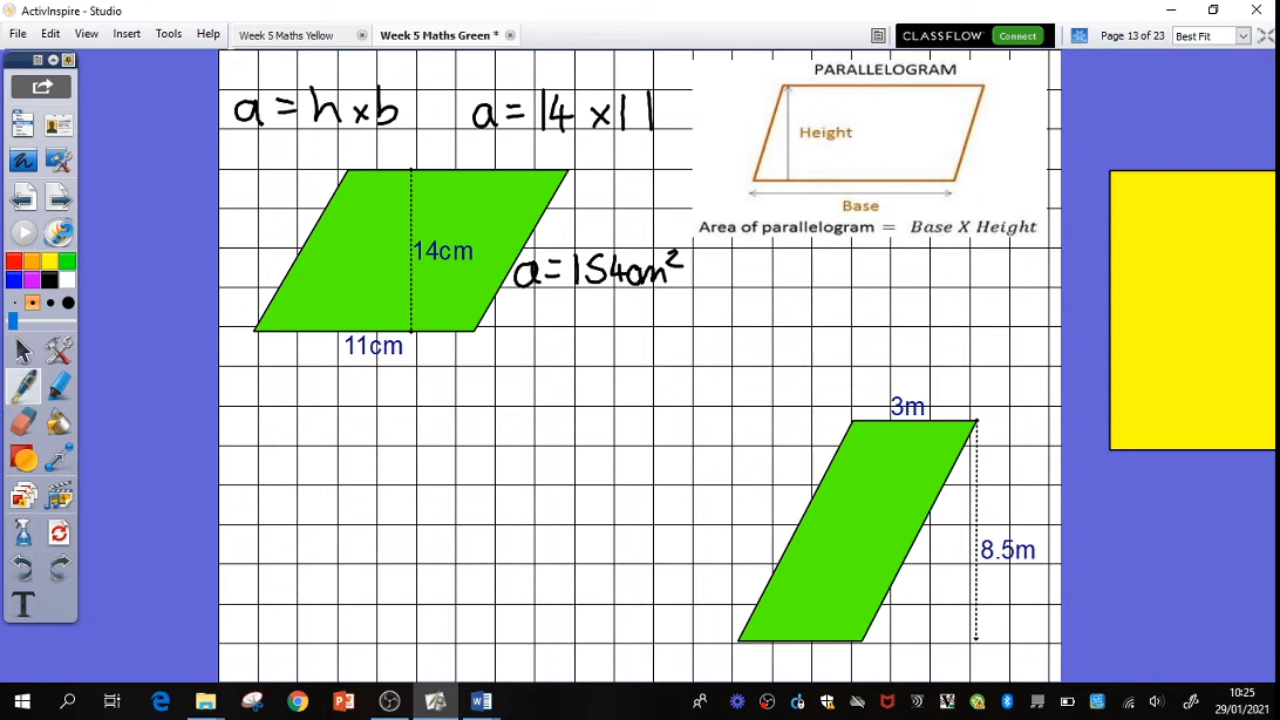 ActivInspire - Studio
File Edit View Insert Tools Help
Week 5 Maths Yellow
Week 5 Maths Green *
CLASSFLOW Connect
Page 13 of 23
Best Fit
a = h x b
a = 14 x 11
PARALLELOGRAM
Height
Base
Area of parallelogram = Base X Height
14cm
a = 154cm²
11cm
3m
8.5m
T
10:25
29/01/2021